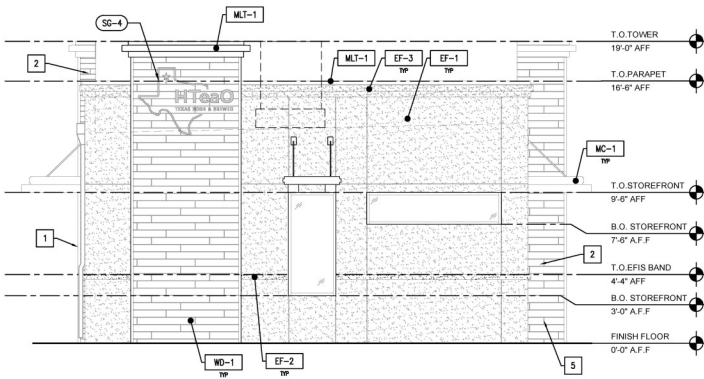 SG-4
MLT-1
T.O.TOWER
19'-0" AFF
2
MLT-1
EF-3
TYP
EF-1
TYP
T.O.PARAPET
16'-6" AFF
HTeaO
TEXAS BORN & BREWED
MC-1
TYP
T.O.STOREFRONT
9'-6" AFF
B.O. STOREFRONT
7'-6" A.F.F
1
2
T.O.EFIS BAND
4'-4" AFF
B.O. STOREFRONT
3'-0" A.F.F
FINISH FLOOR
0'-0" A.F.F
WD-1
TYP
EF-2
TYP
5